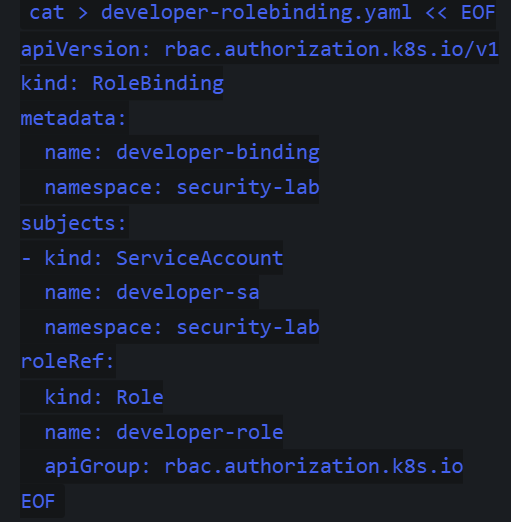 cat > developer-rolebinding.yaml << EOF
apiVersion: rbac.authorization.k8s.io/v1
kind: RoleBinding
metadata:
  name: developer-binding
  namespace: security-lab
subjects:
- kind: ServiceAccount
  name: developer-sa
  namespace: security-lab
roleRef:
  kind: Role
  name: developer-role
  apiGroup: rbac.authorization.k8s.io
EOF